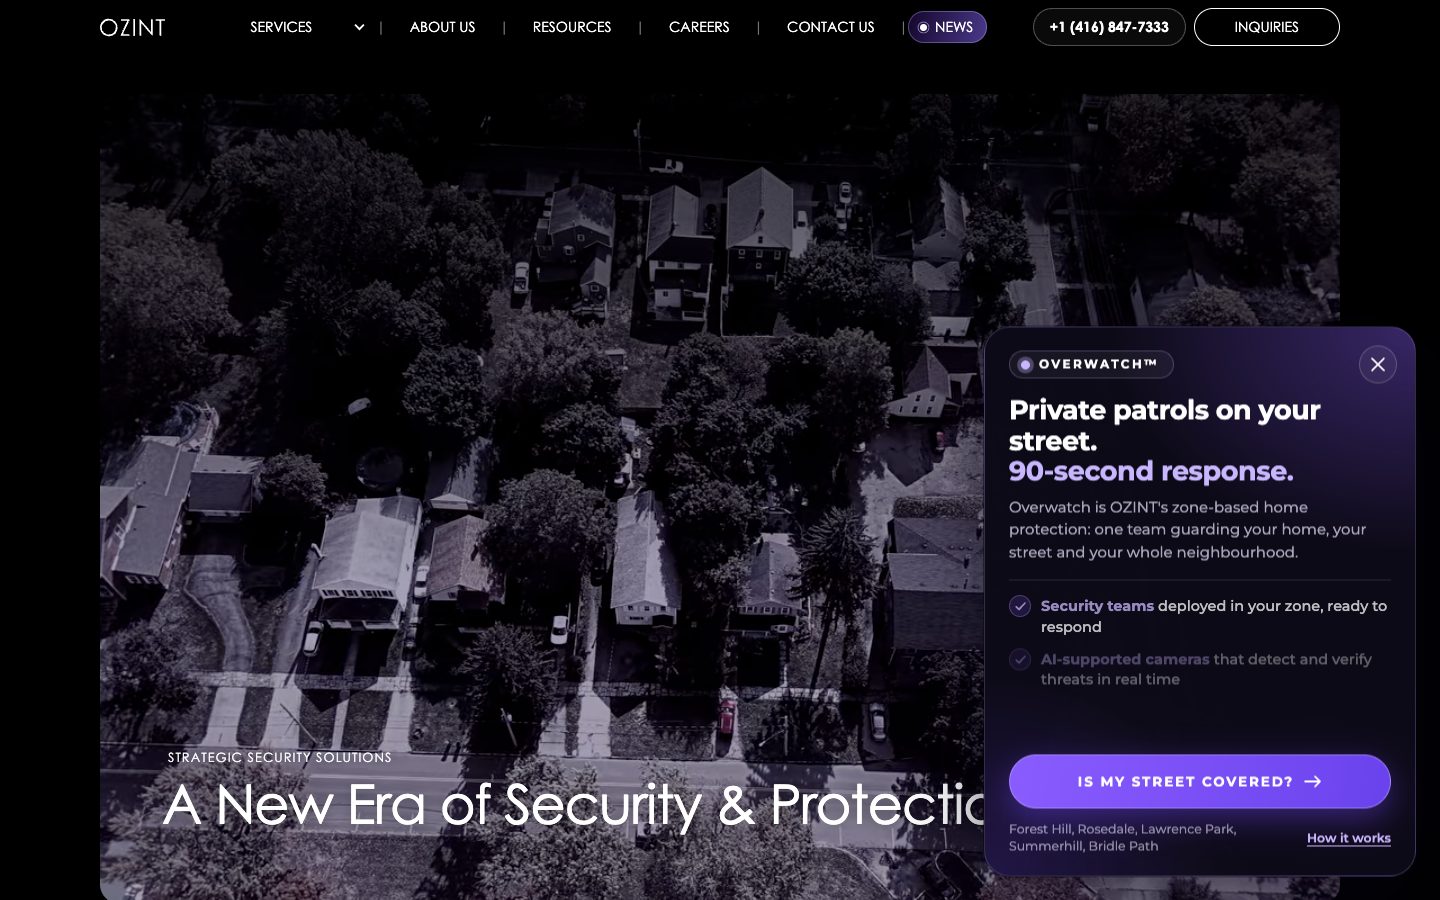 OZINT
SERVICES | ABOUT US | RESOURCES | CAREERS | CONTACT US | NEWS
+1 (416) 847-7333
INQUIRIES
OVERWATCH™
Private patrols on your
street.
90-second response.
Overwatch is OZINT's zone-based home
protection: one team guarding your home, your
street and your whole neighbourhood.
Security teams deployed in your zone, ready to
respond
AI-supported cameras that detect and verify
threats in real time
IS MY STREET COVERED? →
Forest Hill, Rosedale, Lawrence Park,
Summerhill, Bridle Path
How it works
STRATEGIC SECURITY SOLUTIONS
A New Era of Security &